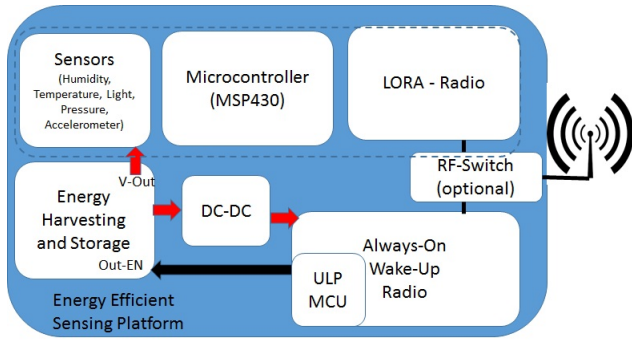 Sensors
(Humidity,
Temperature, Light,
Pressure,
Accelerometer)
Microcontroller
(MSP430)
LORA - Radio
V-Out
Energy
Harvesting
and Storage
Out-EN
DC-DC
RF-Switch
(optional)
Always-On
Wake-Up
Radio
ULP
MCU
Energy Efficient
Sensing Platform